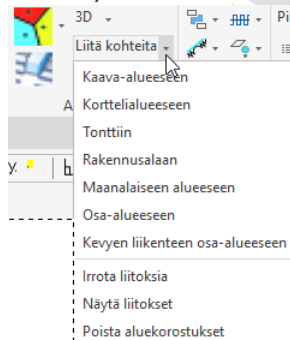 3D
Pi
Liitä kohteita
A
y.
Kaava-alueeseen
Korttelialueeseen
Tonttiin
Rakennusalaan
Maanalaiseen alueeseen
Osa-alueeseen
Kevyen liikenteen osa-alueeseen
Irrota liitoksia
Näytä liitokset
Poista aluekorostukset